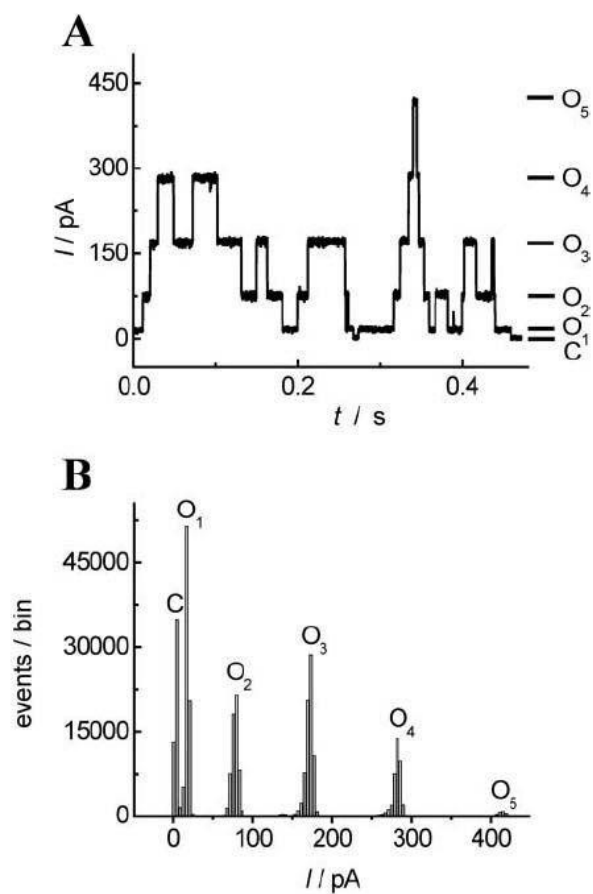 A
450
300
150
0
I / pA
0.0 0.2 0.4
t / s
O₅
O₄
O₃
O₂
O₁
C
B
45000
30000
15000
0
events / bin
C
O₁
O₂
O₃
O₄
O₅
0 100 200 300 400
I / pA